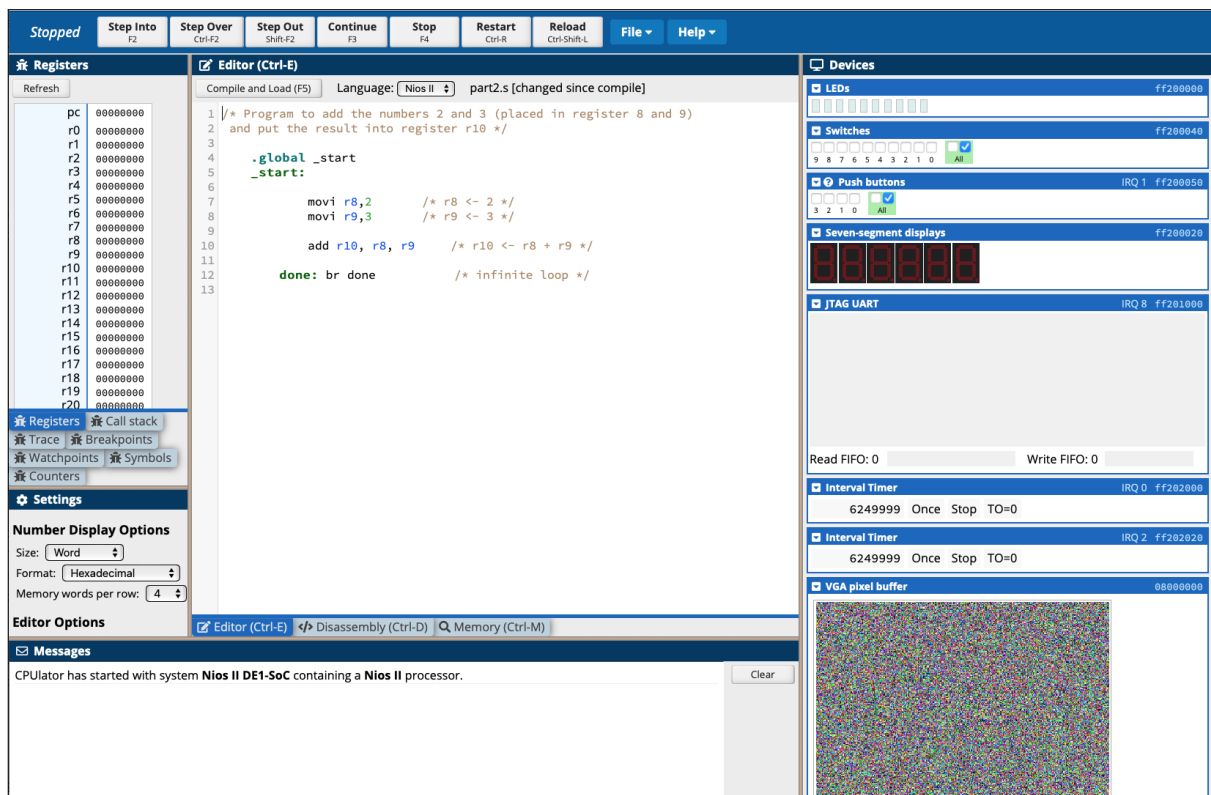 Stopped
Step Into
F2
Step Over
Ctrl-F2
Step Out
Shift-F2
Continue
F3
Stop
F4
Restart
Ctrl-R
Reload
Ctrl-Shift-L
File
Help
Registers
Refresh
pc 00000000
r0 00000000
r1 00000000
r2 00000000
r3 00000000
r4 00000000
r5 00000000
r6 00000000
r7 00000000
r8 00000000
r9 00000000
r10 00000000
r11 00000000
r12 00000000
r13 00000000
r14 00000000
r15 00000000
r16 00000000
r17 00000000
r18 00000000
r19 00000000
r20 00000000
Registers Call stack
Trace Breakpoints
Watchpoints Symbols
Counters
Settings
Number Display Options
Size: Word
Format: Hexadecimal
Memory words per row: 4
Editor Options
Editor (Ctrl-E)
Compile and Load (F5) Language: Nios II part2.s [changed since compile]
1 /* Program to add the numbers 2 and 3 (placed in register 8 and 9)
2 and put the result into register r10 */
3
4 .global _start
5 _start:
6
7 movi r8,2 /* r8 <- 2 */
8 movi r9,3 /* r9 <- 3 */
9
10 add r10, r8, r9 /* r10 <- r8 + r9 */
11
12 done: br done /* infinite loop */
13
Editor (Ctrl-E) Disassembly (Ctrl-D) Memory (Ctrl-M)
Messages
CPUlator has started with system Nios II DE1-SoC containing a Nios II processor.
Clear
Devices
LEDs ff200000
Switches ff200040
9 8 7 6 5 4 3 2 1 0 All
Push buttons IRQ 1 ff200050
3 2 1 0 All
Seven-segment displays ff200020
JTAG UART IRQ 8 ff201000
Read FIFO: 0 Write FIFO: 0
Interval Timer IRQ 0 ff202000
6249999 Once Stop TO=0
Interval Timer IRQ 2 ff202020
6249999 Once Stop TO=0
VGA pixel buffer 08000000